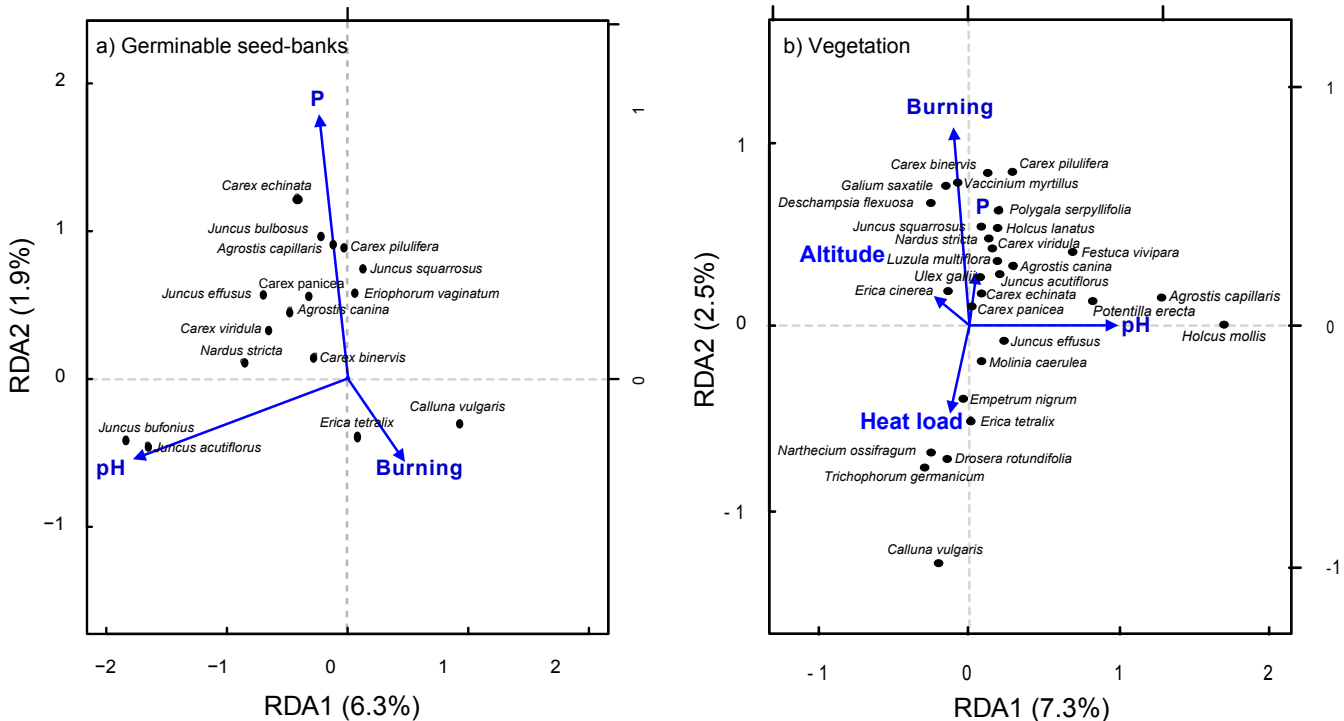 a) Germinable seed-banks
P
Carex echinata
Juncus bulbosus
Agrostis capillaris
Carex pilulifera
Juncus squarrosus
Carex panicea
Juncus effusus
Eriophorum vaginatum
Agrostis canina
Carex viridula
Nardus stricta
Carex binervis
Calluna vulgaris
Erica tetralix
Juncus bufonius
Juncus acutiflorus
pH
Burning
2
1
0
−1
1
0
−2
−1
0
1
2
RDA2 (1.9%)
RDA1 (6.3%)
b) Vegetation
Burning
Carex binervis
Carex pilulifera
Galium saxatile
Vaccinium myrtillus
Deschampsia flexuosa
P
Polygala serpyllifolia
Juncus squarrosus
Holcus lanatus
Nardus stricta
Carex viridula
Altitude
Festuca vivipara
Luzula multiflora
Agrostis canina
Ulex gallii
Juncus acutiflorus
Erica cinerea
Carex echinata
Agrostis capillaris
Carex panicea
Potentilla erecta
pH
Holcus mollis
Juncus effusus
Molinia caerulea
Empetrum nigrum
Heat load
Erica tetralix
Narthecium ossifragum
Drosera rotundifolia
Trichophorum germanicum
Calluna vulgaris
1
0
- 1
1
0
-1
- 1
0
1
2
RDA2 (2.5%)
RDA1 (7.3%)